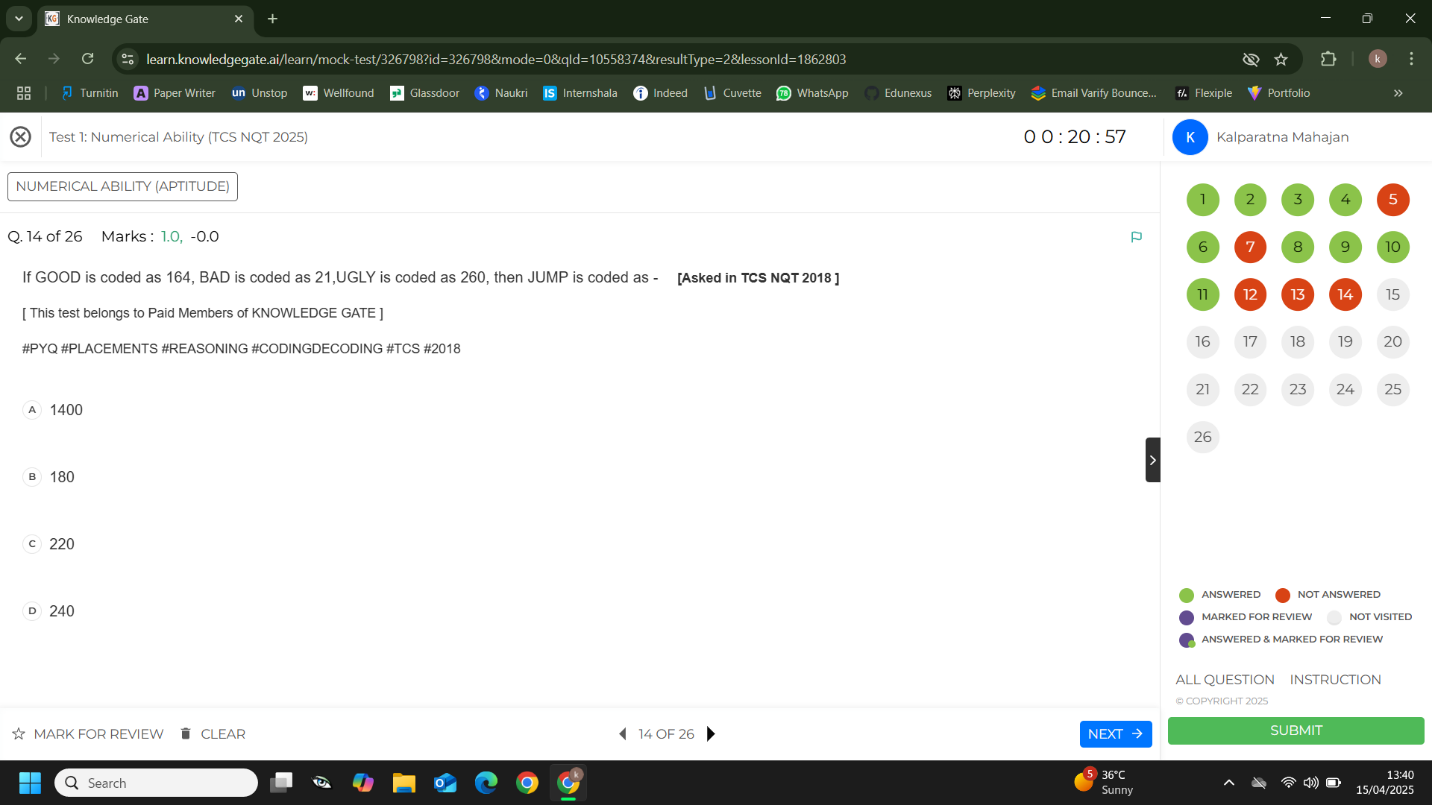 Knowledge Gate
learn.knowledgegate.ai/learn/mock-test/326798?id=326798&mode=0&qId=10558374&resultType=2&lessonId=1862803
k
Turnitin
A Paper Writer
un Unstop
w: Wellfound
Glassdoor
Naukri
IS Internshala
Indeed
Cuvette
WhatsApp
Edunexus
Perplexity
Email Varify Bounce...
Flexiple
Portfolio
Test 1: Numerical Ability (TCS NQT 2025)
0 0 : 20 : 57
K
Kalparatna Mahajan
NUMERICAL ABILITY (APTITUDE)
Q. 14 of 26 Marks : 1.0, -0.0
If GOOD is coded as 164, BAD is coded as 21,UGLY is coded as 260, then JUMP is coded as - [Asked in TCS NQT 2018 ]
[ This test belongs to Paid Members of KNOWLEDGE GATE ]
#PYQ #PLACEMENTS #REASONING #CODINGDECODING #TCS #2018
A 1400
B 180
C 220
D 240
1 2 3 4 5
6 7 8 9 10
11 12 13 14 15
16 17 18 19 20
21 22 23 24 25
26
ANSWERED NOT ANSWERED
MARKED FOR REVIEW NOT VISITED
ANSWERED & MARKED FOR REVIEW
ALL QUESTION INSTRUCTION
© COPYRIGHT 2025
SUBMIT
MARK FOR REVIEW CLEAR
14 OF 26
NEXT
Search
5
36°C
Sunny
13:40
15/04/2025